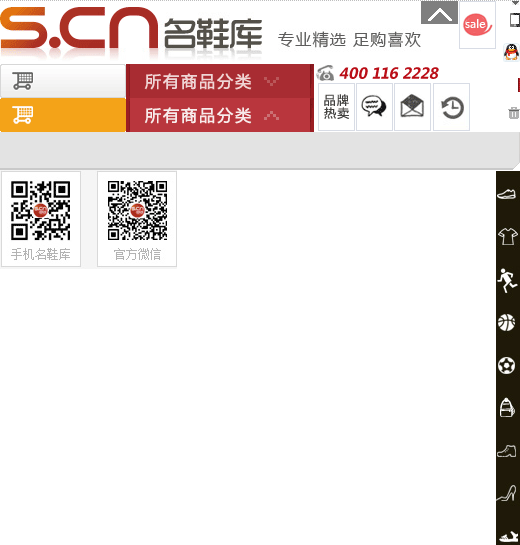 S.CN 名鞋库 专业精选 足购喜欢
sale
所有商品分类
400 116 2228
品牌
热卖
所有商品分类
手机名鞋库
官方微信